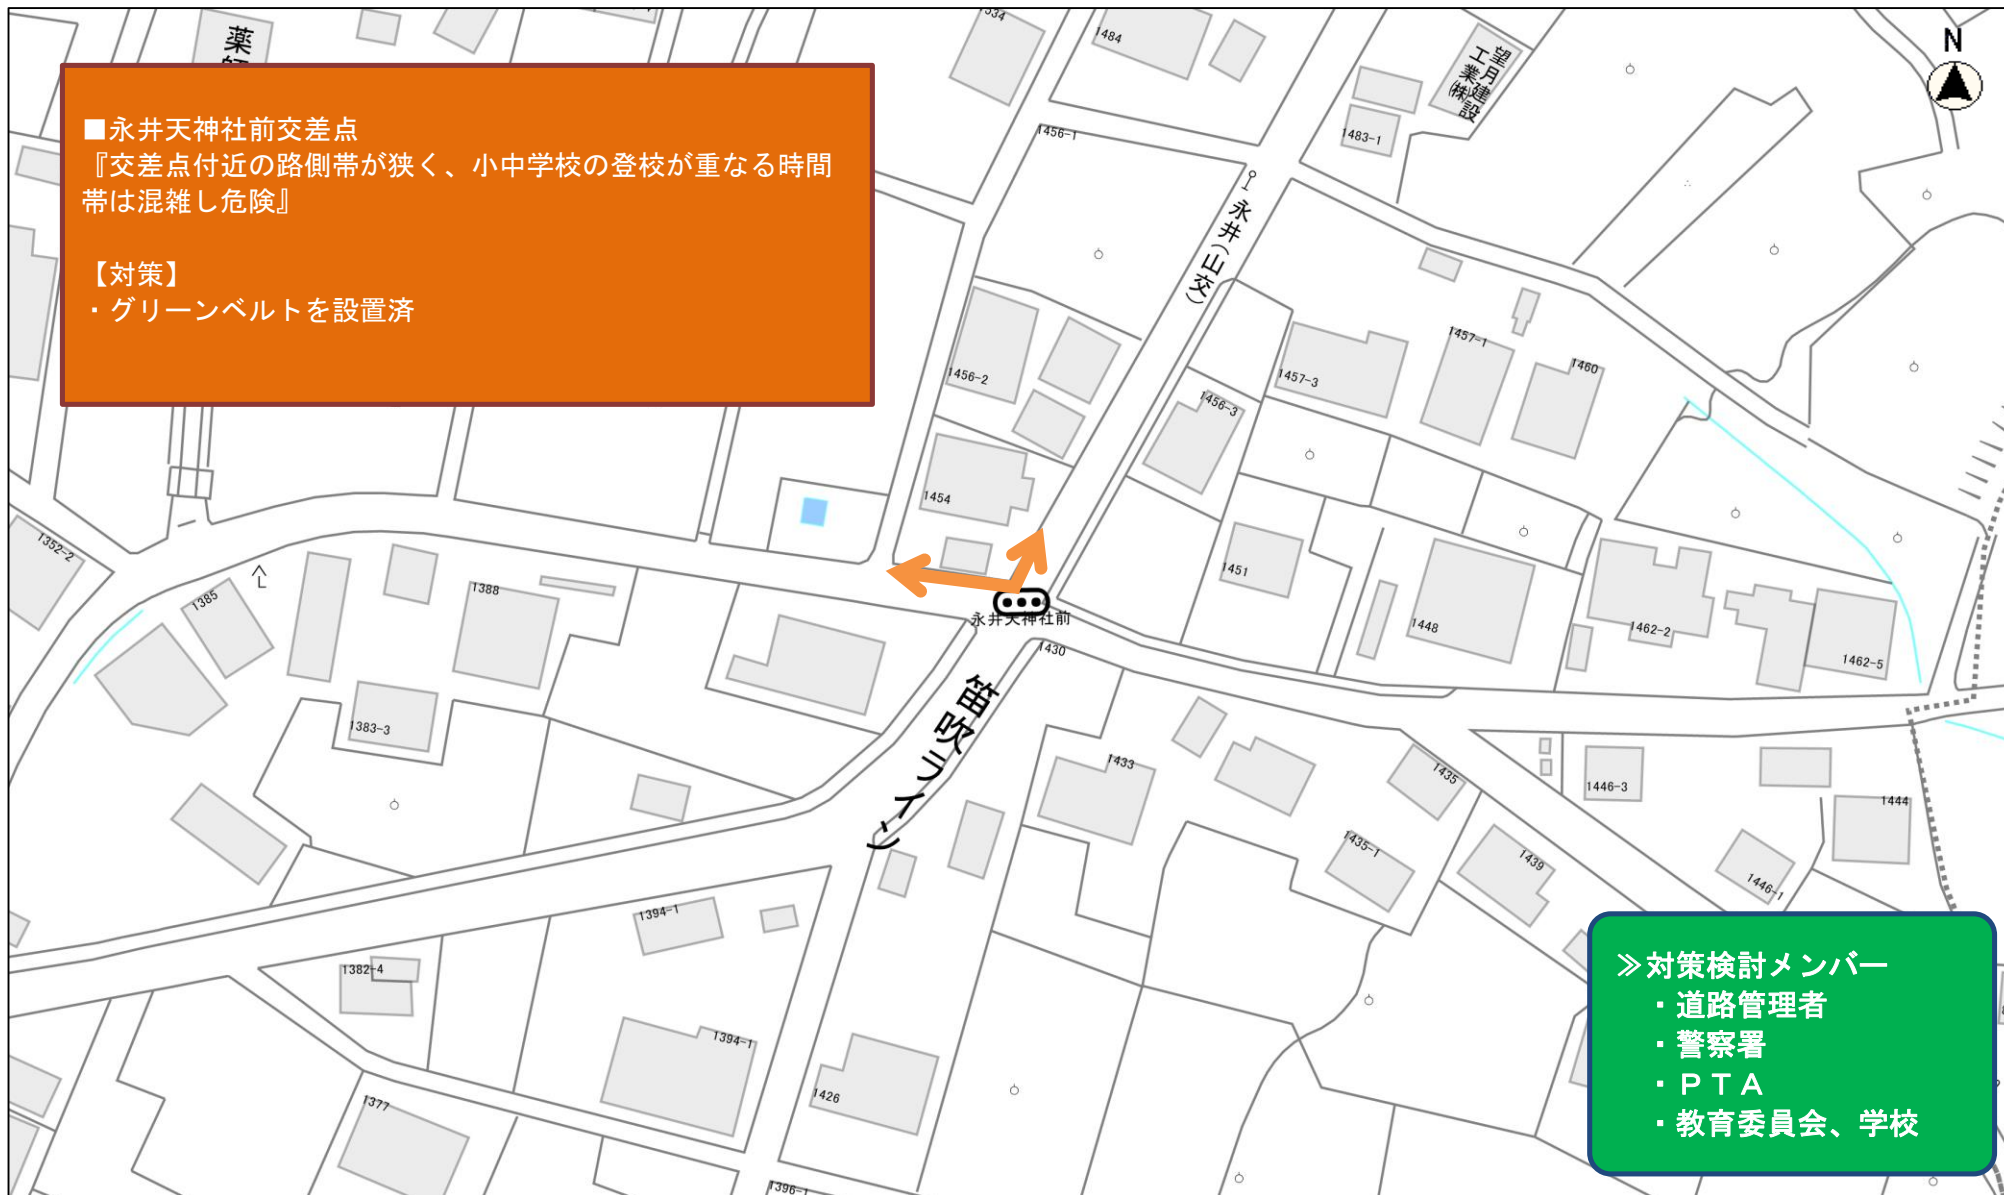 薬師
■永井天神社前交差点
『交差点付近の路側帯が狭く、小中学校の登校が重なる時間
帯は混雑し危険』
【対策】
・グリーンベルトを設置済
N
望月建設
工業㈱
1484
1483-1
1456-1
永井（山交）
1456-2
1457-3
1457-1
1460
1456-3
1454
1451
1448
1462-2
1462-5
1352-2
1385
1388
永井天神社前
1430
笛吹ライン
1383-3
1433
1435
1446-3
1444
1435-1
1439
1446-1
1394-1
1382-4
1394-1
1426
1377
1396-1
≫対策検討メンバー
・道路管理者
・警察署
・ＰＴＡ
・教育委員会、学校